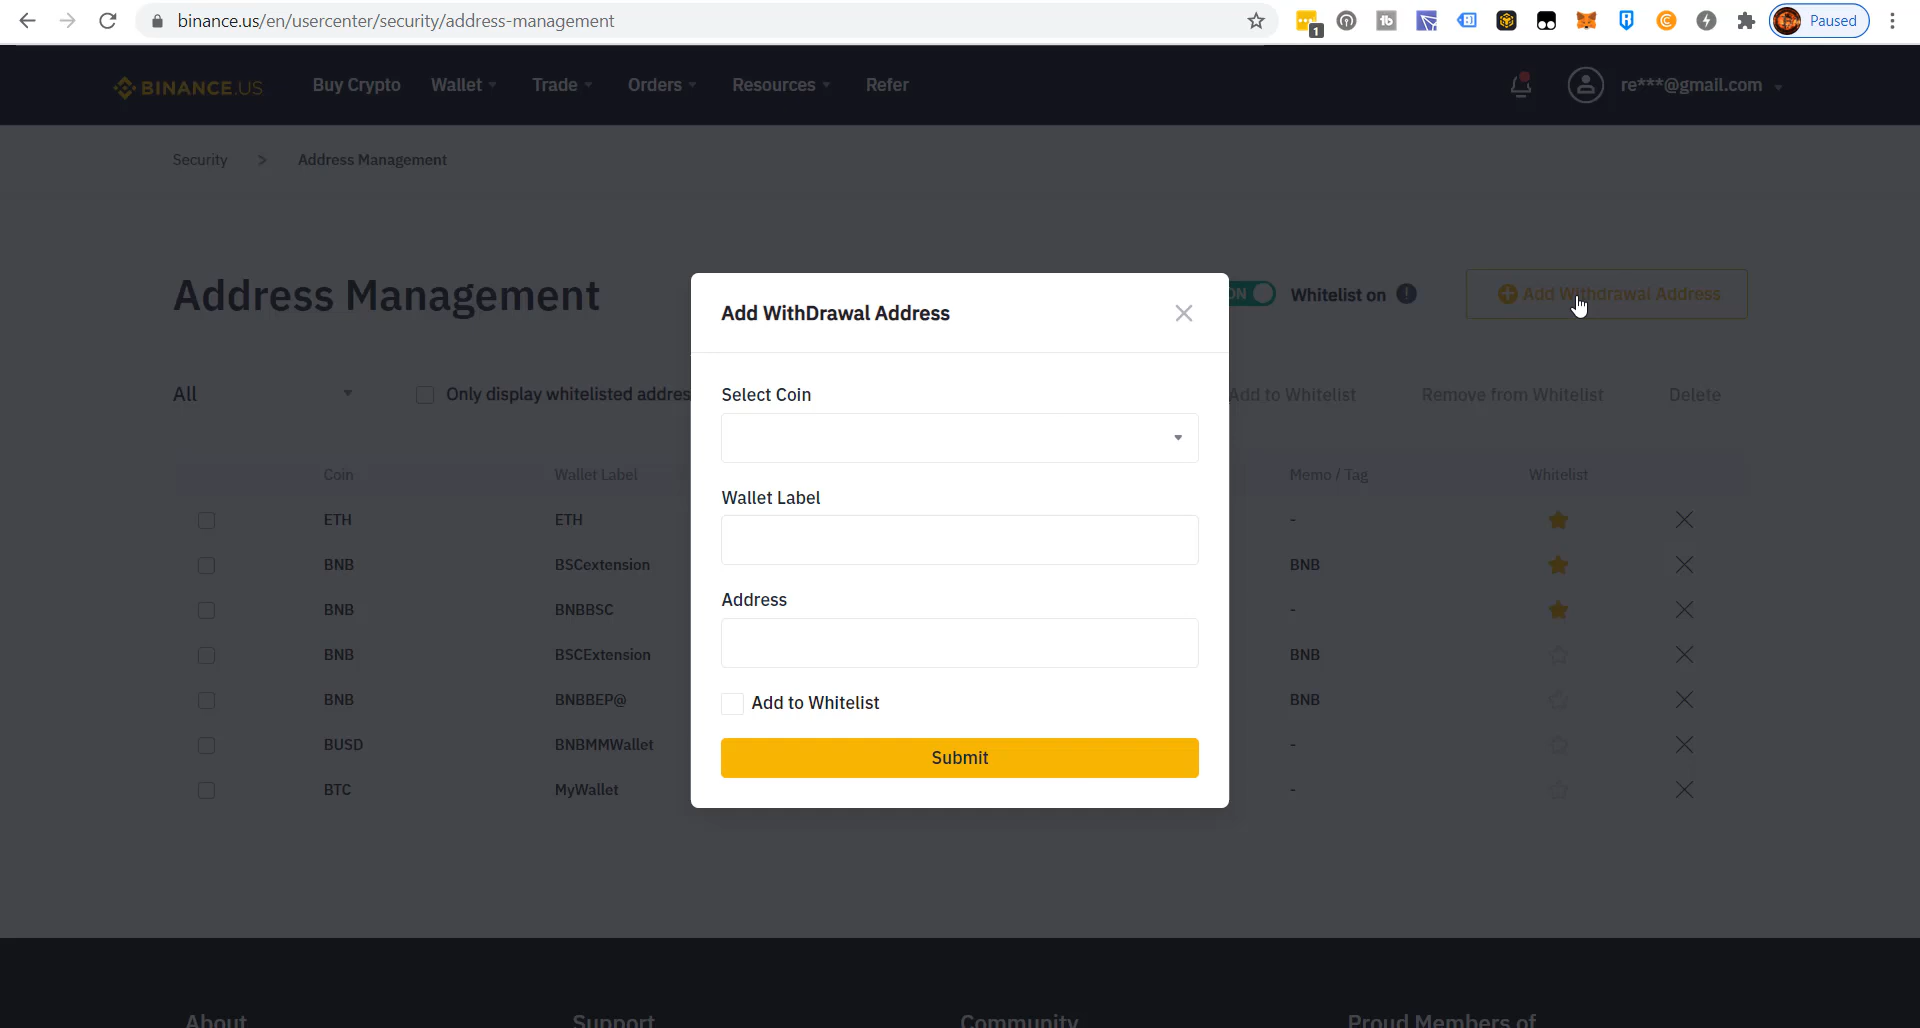 binance.us/en/usercenter/security/address-management
1
Paused
BINANCE.US
Buy Crypto
Wallet
Trade
Orders
Resources
Refer
re***@gmail.com
Security > Address Management
Address Management
Add WithDrawal Address
ON
Whitelist on
Add Withdrawal Address
All
Only display whitelisted addres
Select Coin
Add to Whitelist
Remove from Whitelist
Delete
Coin
Wallet Label
Memo / Tag
Whitelist
Wallet Label
ETH ETH -
BNB BSCextension BNB
Address
BNB BNBBSC -
BNB BSCExtension BNB
BNB BNBBEP@ BNB
Add to Whitelist
BUSD BNBMMWallet -
Submit
BTC MyWallet -
About
Support
Community
Proud Members of